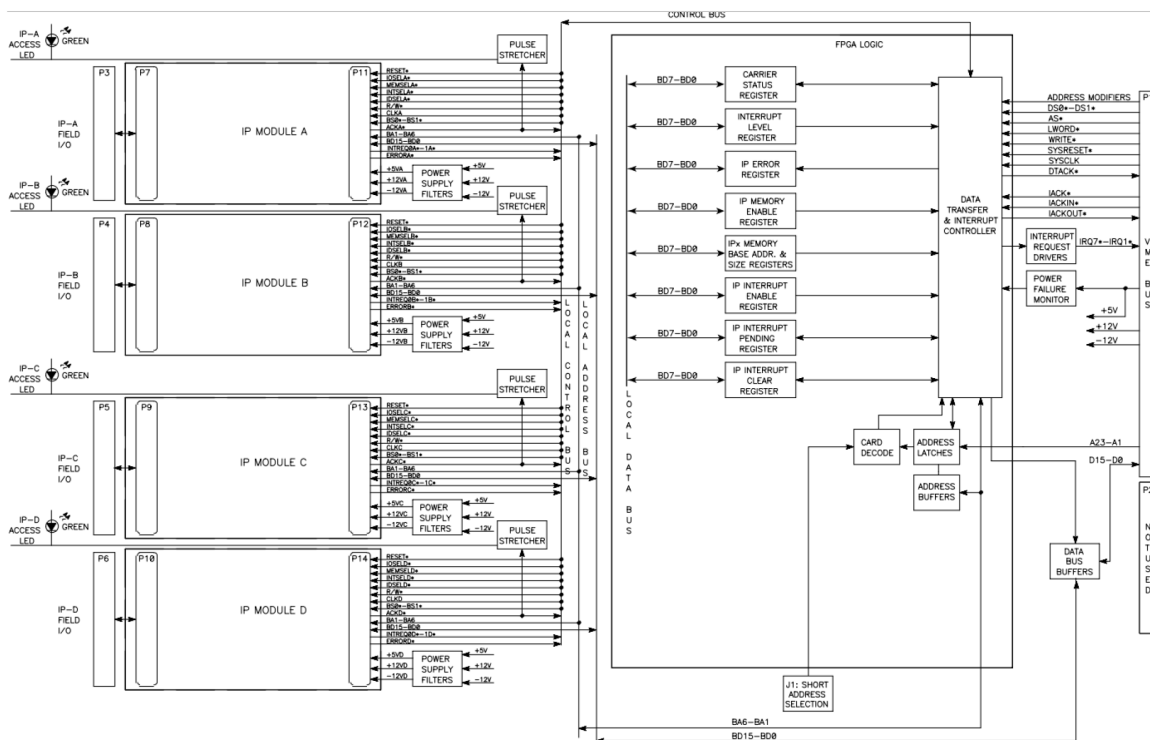 CONTROL BUS
IP-A
ACCESS
LED
GREEN
PULSE
STRETCHER
P3
P7
P11
IP-A
FIELD
I/O
IP MODULE A
RESET*
IOSELA*
MEMSELA*
INTSELA*
IDSELA*
R/W*
CLKA
BS0*-BS1*
ACKA*
BA1-BA6
BD15-BD0
INTREQ0A*-1A*
ERRORA*
+5VA
+12VA
-12VA
POWER
SUPPLY
FILTERS
+5V
+12V
-12V
IP-B
ACCESS
LED
GREEN
PULSE
STRETCHER
P4
P8
P12
IP-B
FIELD
I/O
IP MODULE B
RESET*
IOSELB*
MEMSELB*
INTSELB*
IDSELB*
R/W*
CLKB
BS0*-BS1*
ACKB*
BA1-BA6
BD15-BD0
INTREQ0B*-1B*
ERRORB*
+5VB
+12VB
-12VB
POWER
SUPPLY
FILTERS
+5V
+12V
-12V
IP-C
ACCESS
LED
GREEN
PULSE
STRETCHER
P5
P9
P13
IP-C
FIELD
I/O
IP MODULE C
RESET*
IOSELC*
MEMSELC*
INTSELC*
IDSELC*
R/W*
CLKC
BS0*-BS1*
ACKC*
BA1-BA6
BD15-BD0
INTREQ0C*-1C*
ERRORC*
+5VC
+12VC
-12VC
POWER
SUPPLY
FILTERS
+5V
+12V
-12V
IP-D
ACCESS
LED
GREEN
PULSE
STRETCHER
P6
P10
P14
IP-D
FIELD
I/O
IP MODULE D
RESET*
IOSELD*
MEMSELD*
INTSELD*
IDSELD*
R/W*
CLKD
BS0*-BS1*
ACKD*
BA1-BA6
BD15-BD0
INTREQ0D*-1D*
ERRORD*
+5VD
+12VD
-12VD
POWER
SUPPLY
FILTERS
+5V
+12V
-12V
LOCAL CONTROL BUS
LOCAL ADDRESS BUS
FPGA LOGIC
BD7-BD0
CARRIER
STATUS
REGISTER
BD7-BD0
INTERRUPT
LEVEL
REGISTER
BD7-BD0
IP ERROR
REGISTER
BD7-BD0
IP MEMORY
ENABLE
REGISTER
BD7-BD0
IPx MEMORY
BASE ADDR. &
SIZE REGISTERS
BD7-BD0
IP INTERRUPT
ENABLE
REGISTER
BD7-BD0
IP INTERRUPT
PENDING
REGISTER
BD7-BD0
IP INTERRUPT
CLEAR
REGISTER
LOCAL DATA BUS
DATA
TRANSFER
& INTERRUPT
CONTROLLER
CARD
DECODE
ADDRESS
LATCHES
ADDRESS
BUFFERS
J1: SHORT
ADDRESS
SELECTION
ADDRESS MODIFIERS
DS0*-DS1*
AS*
LWORD*
WRITE*
SYSRESET*
SYSCLK
DTACK*
IACK*
IACKIN*
IACKOUT*
INTERRUPT
REQUEST
DRIVERS
IRQ7*-IRQ1*
POWER
FAILURE
MONITOR
+5V
+12V
-12V
A23-A1
D15-D0
DATA
BUS
BUFFERS
VME BUS
NOT USED
BA6-BA1
BD15-BD0